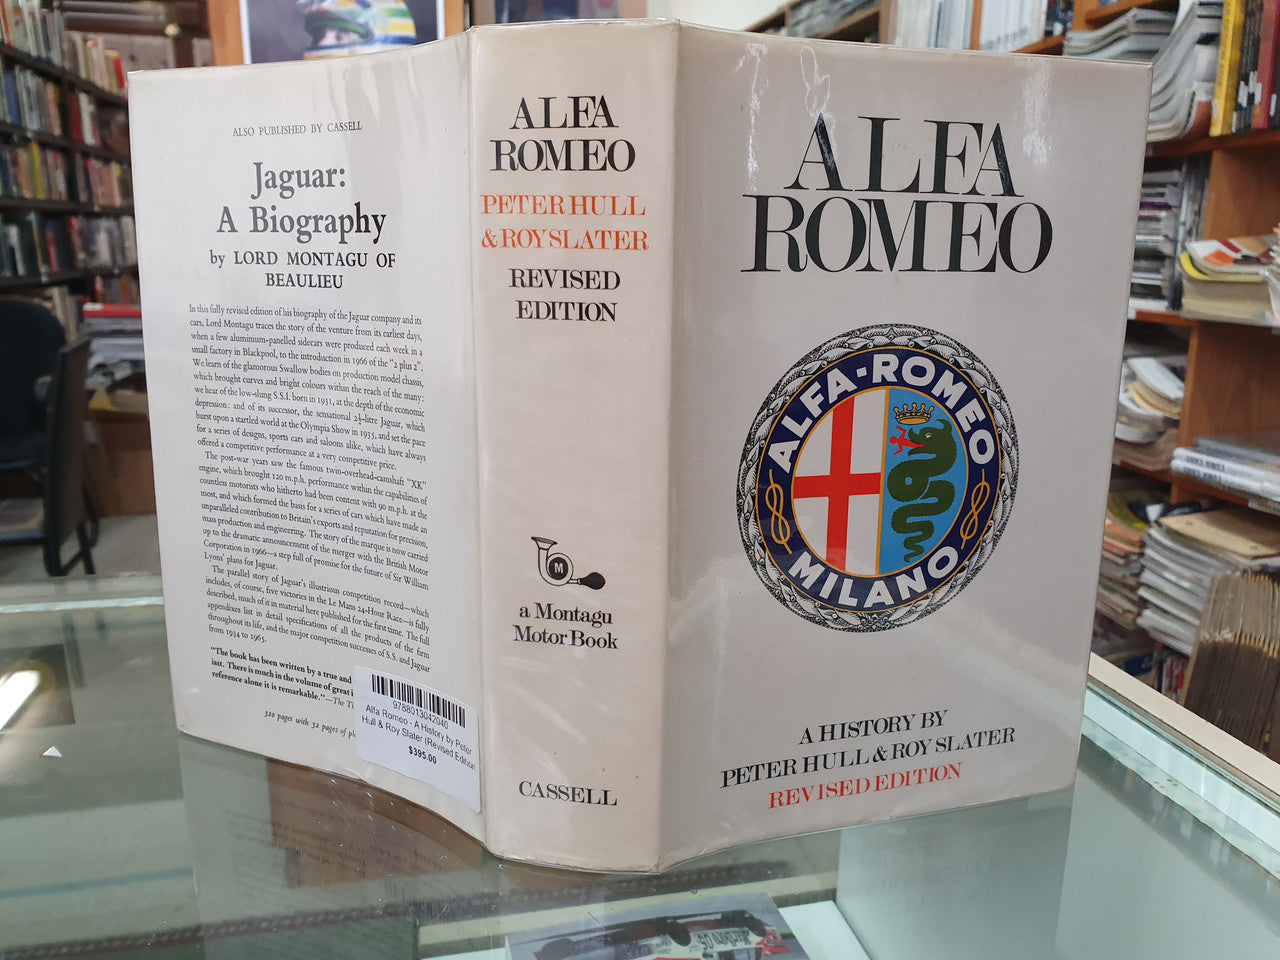 ALSO PUBLISHED BY CASSELL
Jaguar:
A Biography
by LORD MONTAGU OF
BEAULIEU
In this fully revised edition of his biography of the Jaguar company and its
cars, Lord Montagu traces the story of the venture from its earliest days,
when a few aluminium-panelled sidecars were produced each week in a
small factory in Blackpool, to the introduction in 1966 of the "2 plus 2".
We learn of the glamorous Swallow bodies on production model chassis,
which brought curves and bright colours within the reach of the many:
we hear of the low-slung S.S.I. born in 1931, at the depth of the economic
depression: and of its successor, the sensational 2½-litre Jaguar, which
burst upon a startled world at the Olympia Show in 1935, and set the pace
for a series of designs, sports cars and saloons alike, which have always
offered a competitive performance at a very competitive price.
The post-war years saw the famous twin-overhead-camshaft "XK"
engine, which brought 120 m.p.h. performance within the capabilities of
countless motorists who hitherto had been content with 90 m.p.h. at the
most, and which formed the basis for a series of cars which have made an
unparalleled contribution to Britain's exports and reputation for precision,
mass production and engineering. The story of the marque is now carried
up to the dramatic announcement of the merger with the British Motor
Corporation in 1966—a step full of promise for the future of Sir William
Lyons' plans for Jaguar.
The parallel story of Jaguar's illustrious competition record—which
includes, of course, five victories in the Le Mans 24-Hour Race—is fully
described, much of it in material here published for the first time. The full
appendixes list in detail specifications of all the products of the firm
throughout its life, and the major competition successes of S.S. and Jaguar
from 1934 to 1965.
"The book has been written by a true and
iast. There is much in the volume of great i
reference alone it is remarkable."—The Ti
320 pages with 32 pages of ph
9788013042040
Alfa Romeo - A History by Peter
Hull & Roy Slater (Revised Edition
$395.00
ALFA
ROMEO
PETER HULL
& ROY SLATER
REVISED
EDITION
M
a Montagu
Motor Book
CASSELL
ALFA
ROMEO
ALFA-ROMEO
MILANO
A HISTORY BY
PETER HULL & ROY SLATER
REVISED EDITION